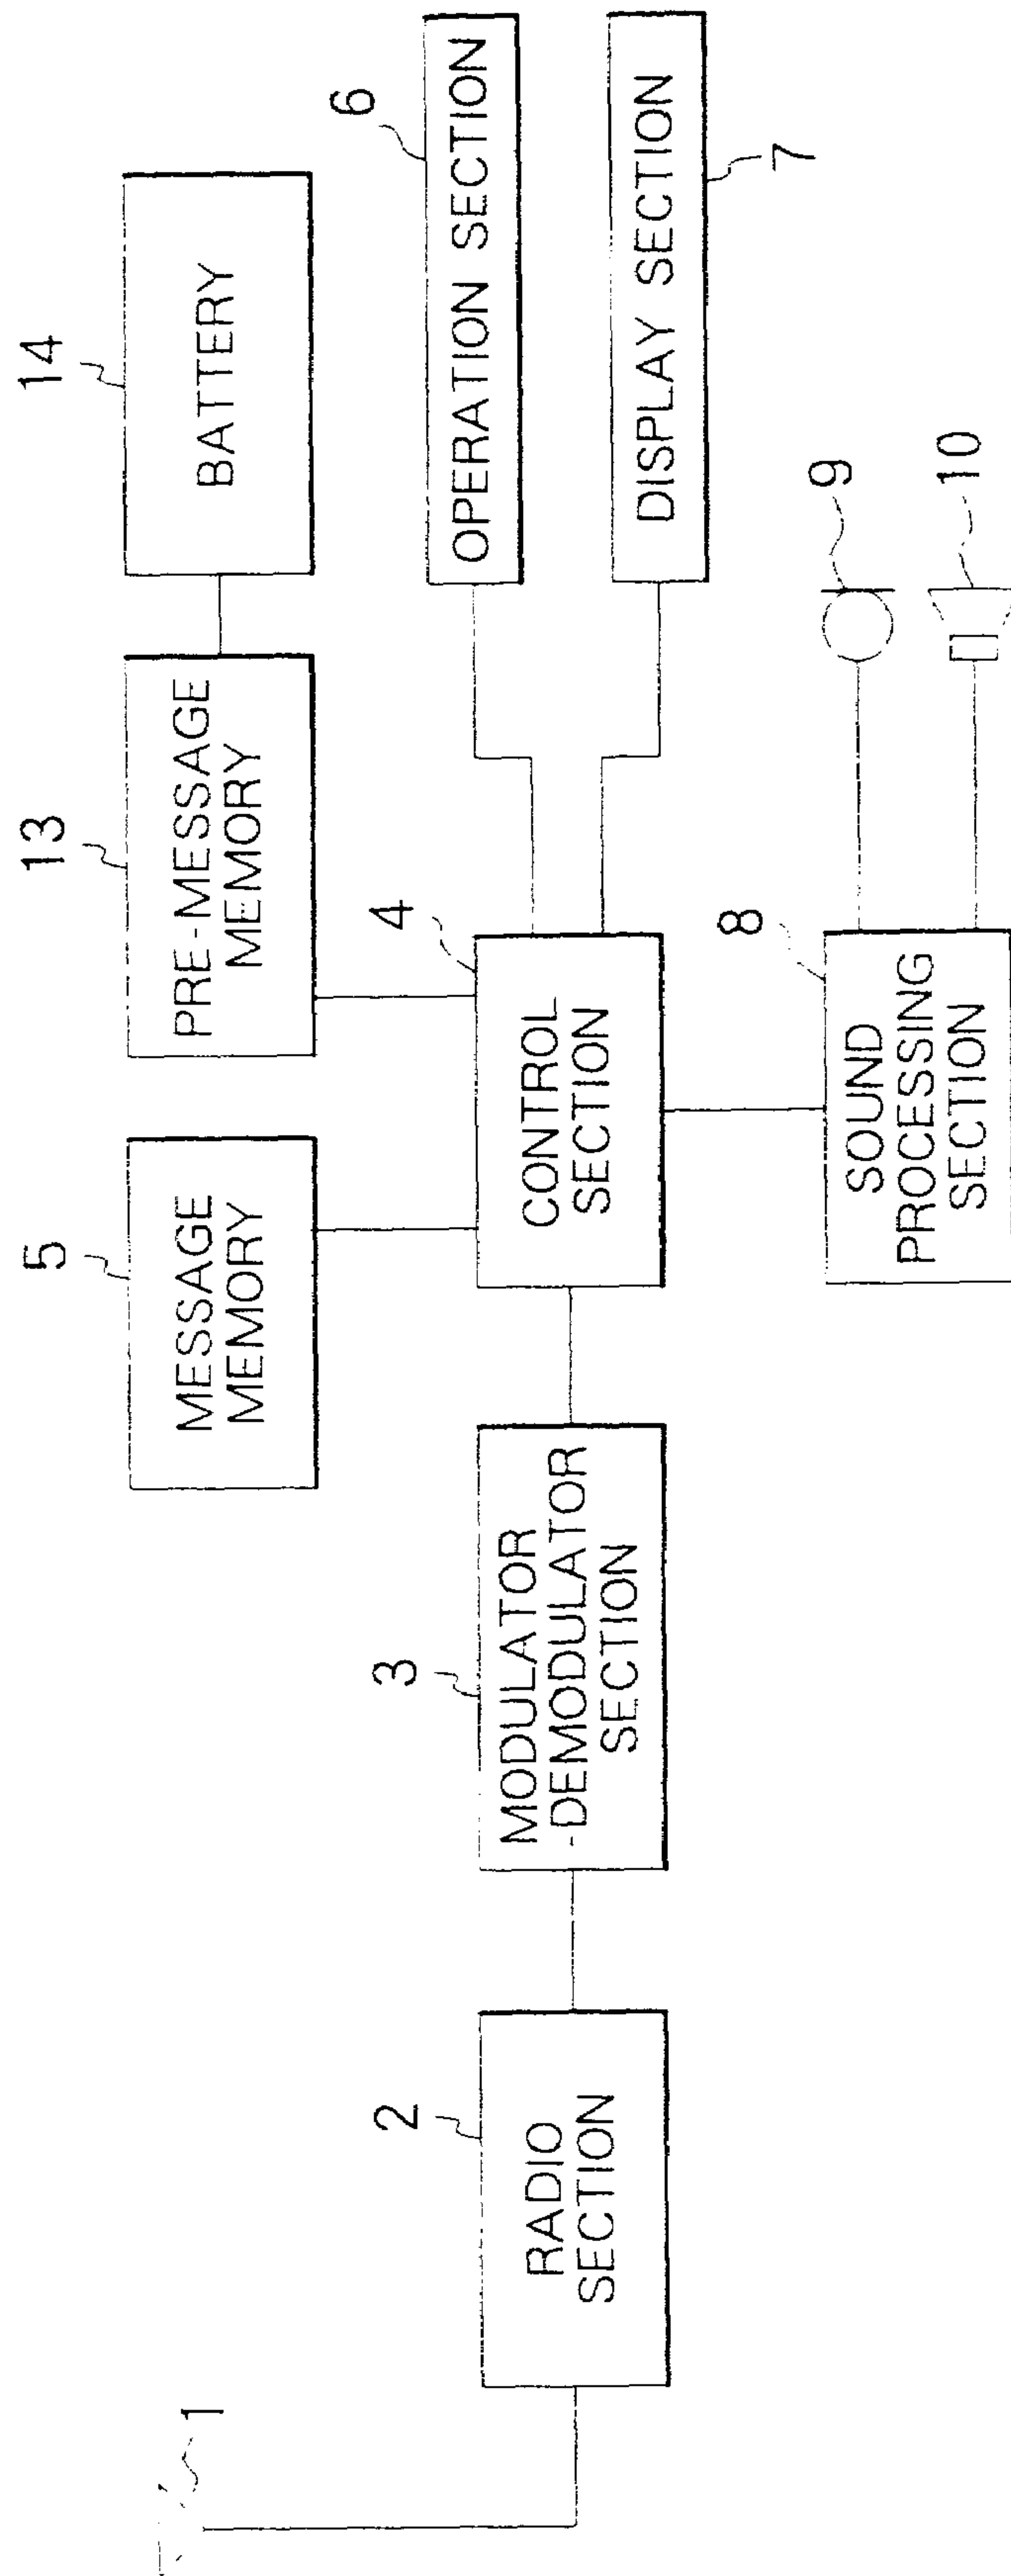 14
BATTERY
13
PRE-MESSAGE
MEMORY
5
MESSAGE
MEMORY
6
OPERATION SECTION
DISPLAY SECTION
7
4
CONTROL
SECTION
3
MODULATOR
-DEMODULATOR
SECTION
2
RADIO
SECTION
1
8
SOUND
PROCESSING
SECTION
9
10